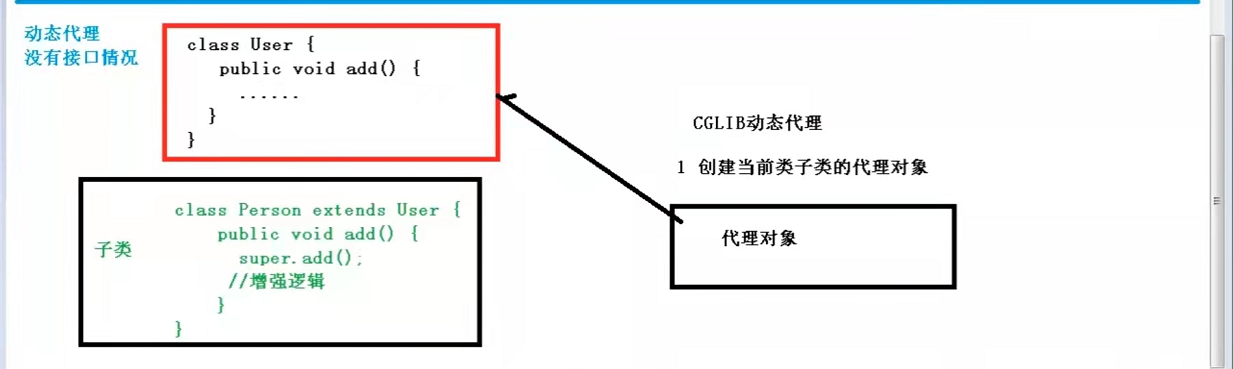 动态代理
没有接口情况
class User {
public void add() {
......
}
}
CGLIB动态代理
1 创建当前类子类的代理对象
代理对象
子类
class Person extends User {
public void add() {
super.add();
//增强逻辑
}
}